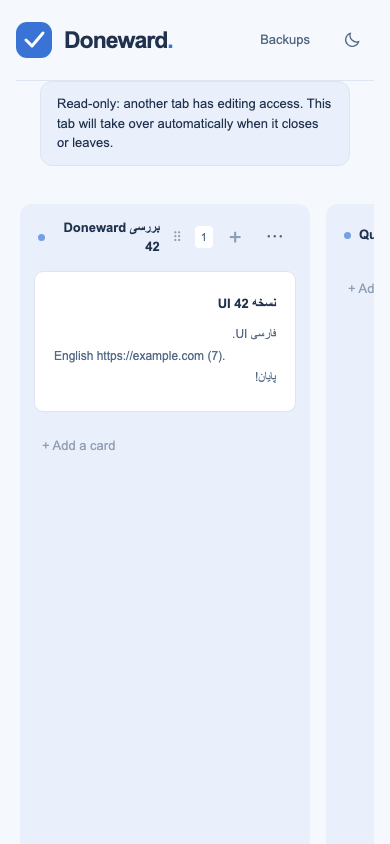 Doneward.
Backups
Read-only: another tab has editing access. This
tab will take over automatically when it closes
or leaves.
بررسی Doneward
42
1
Qu
+ Ad
نسخه 42 UI
فارسی UI.
English https://example.com (7).
پایان!
+ Add a card